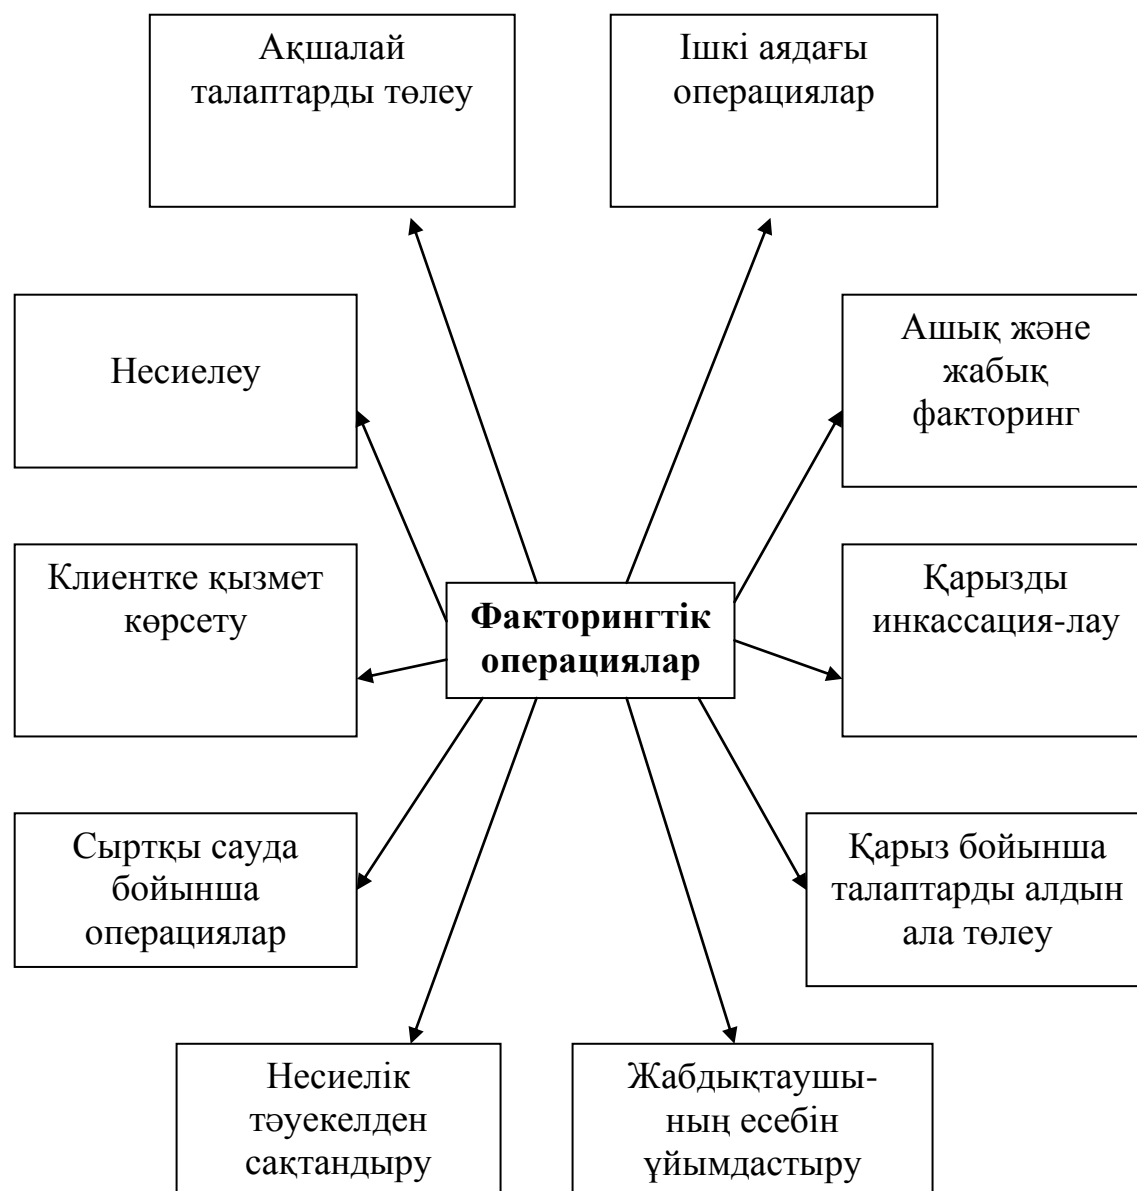 Ақшалай
талаптарды төлеу
Ішкі аядағы
операциялар
Несиелеу
Ашық және
жабық
факторинг
Клиентке қызмет
көрсету
Факторингтік
операциялар
Қарызды
инкассация-лау
Сыртқы сауда
бойынша
операциялар
Қарыз бойынша
талаптарды алдын
ала төлеу
Несиелік
тәуекелден
сақтандыру
Жабдықтаушы-
ның есебін
ұйымдастыру